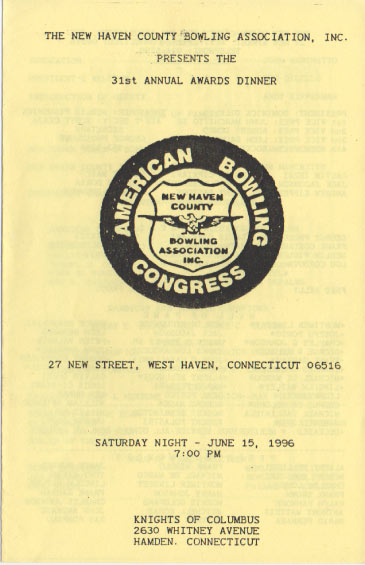 THE NEW HAVEN COUNTY BOWLING ASSOCIATION, INC.
PRESENTS THE
31st ANNUAL AWARDS DINNER
AMERICAN BOWLING
NEW HAVEN
COUNTY
BOWLING
ASSOCIATION
INC.
CONGRESS
27 NEW STREET, WEST HAVEN, CONNECTICUT 06516
SATURDAY NIGHT - JUNE 15, 1996
7:00 PM
KNIGHTS OF COLUMBUS
2630 WHITNEY AVENUE
HAMDEN. CONNECTICUT